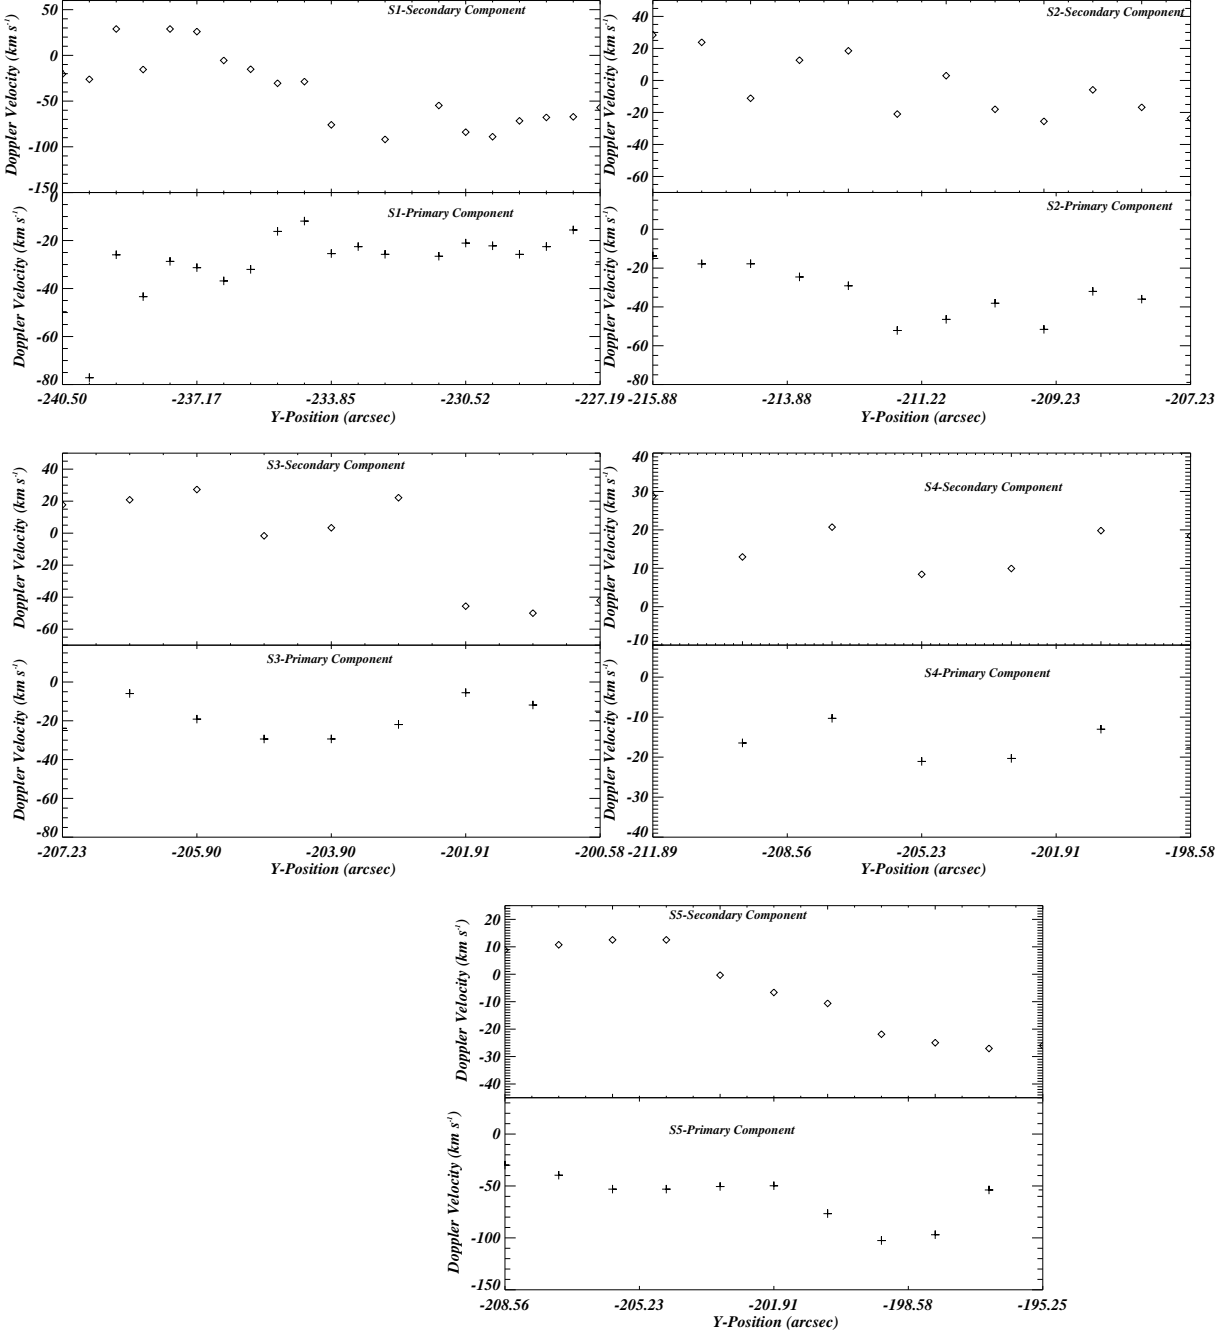 S1-Secondary Component
Doppler Velocity (km s-1)
50
0
-50
-100
-150
S1-Primary Component
Doppler Velocity (km s-1)
0
-20
-40
-60
-80
-240.50 -237.17 -233.85 -230.52 -227.19
Y-Position (arcsec)
S2-Secondary Component
Doppler Velocity (km s-1)
40
20
0
-20
-40
-60
S2-Primary Component
Doppler Velocity (km s-1)
0
-20
-40
-60
-80
-215.88 -213.88 -211.22 -209.23 -207.23
Y-Position (arcsec)
S3-Secondary Component
Doppler Velocity (km s-1)
40
20
0
-20
-40
-60
S3-Primary Component
Doppler Velocity (km s-1)
0
-20
-40
-60
-80
-207.23 -205.90 -203.90 -201.91 -200.58
Y-Position (arcsec)
S4-Secondary Component
Doppler Velocity (km s-1)
40
30
20
10
0
-10
S4-Primary Component
Doppler Velocity (km s-1)
0
-10
-20
-30
-40
-211.89 -208.56 -205.23 -201.91 -198.58
Y-Position (arcsec)
S5-Secondary Component
Doppler Velocity (km s-1)
20
10
0
-10
-20
-30
-40
S5-Primary Component
Doppler Velocity (km s-1)
0
-50
-100
-150
-208.56 -205.23 -201.91 -198.58 -195.25
Y-Position (arcsec)